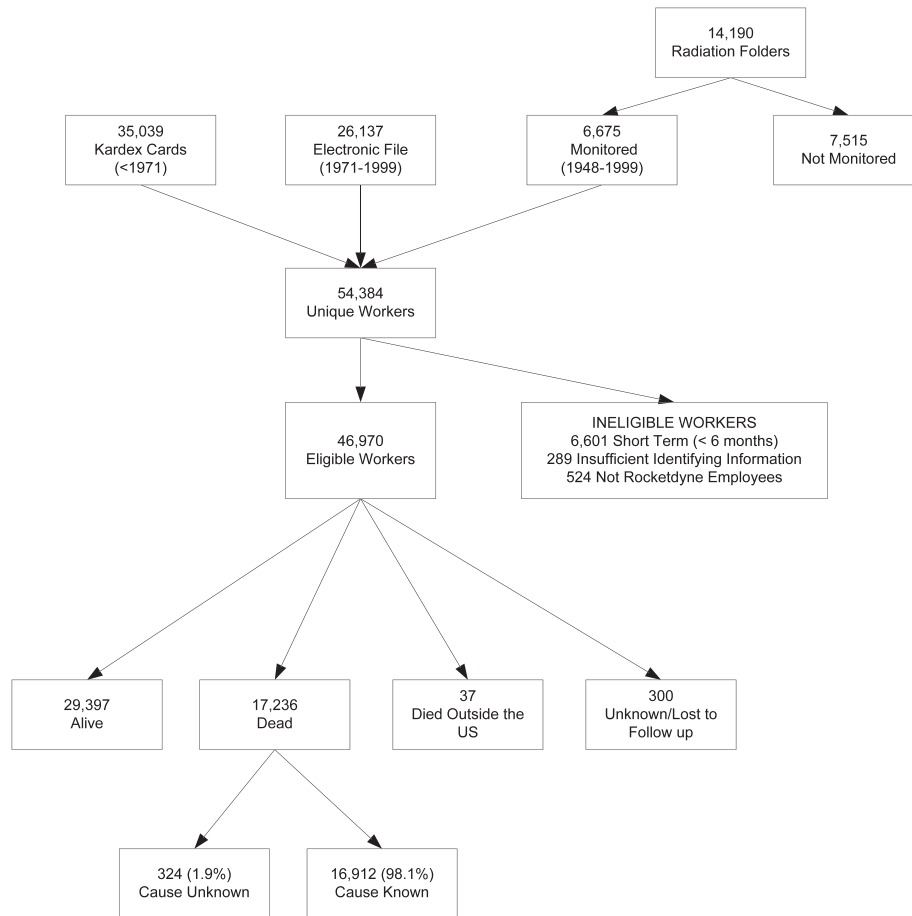 14,190
Radiation Folders
35,039
Kardex Cards
(<1971)
26,137
Electronic File
(1971-1999)
6,675
Monitored
(1948-1999)
7,515
Not Monitored
54,384
Unique Workers
46,970
Eligible Workers
INELIGIBLE WORKERS
6,601 Short Term (< 6 months)
289 Insufficient Identifying Information
524 Not Rocketdyne Employees
29,397
Alive
17,236
Dead
37
Died Outside the
US
300
Unknown/Lost to
Follow up
324 (1.9%)
Cause Unknown
16,912 (98.1%)
Cause Known